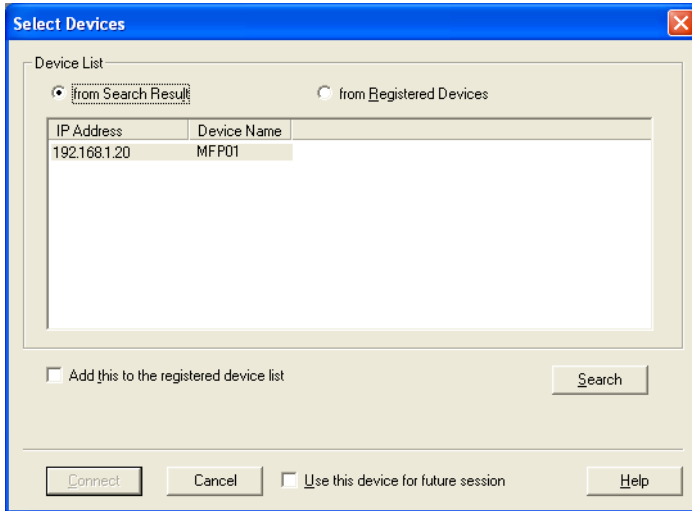 Select Devices
Device List
from Search Result
from Registered Devices
IP Address Device Name
192.168.1.20 MFP01
Add this to the registered device list
Search
Connect Cancel Use this device for future session Help